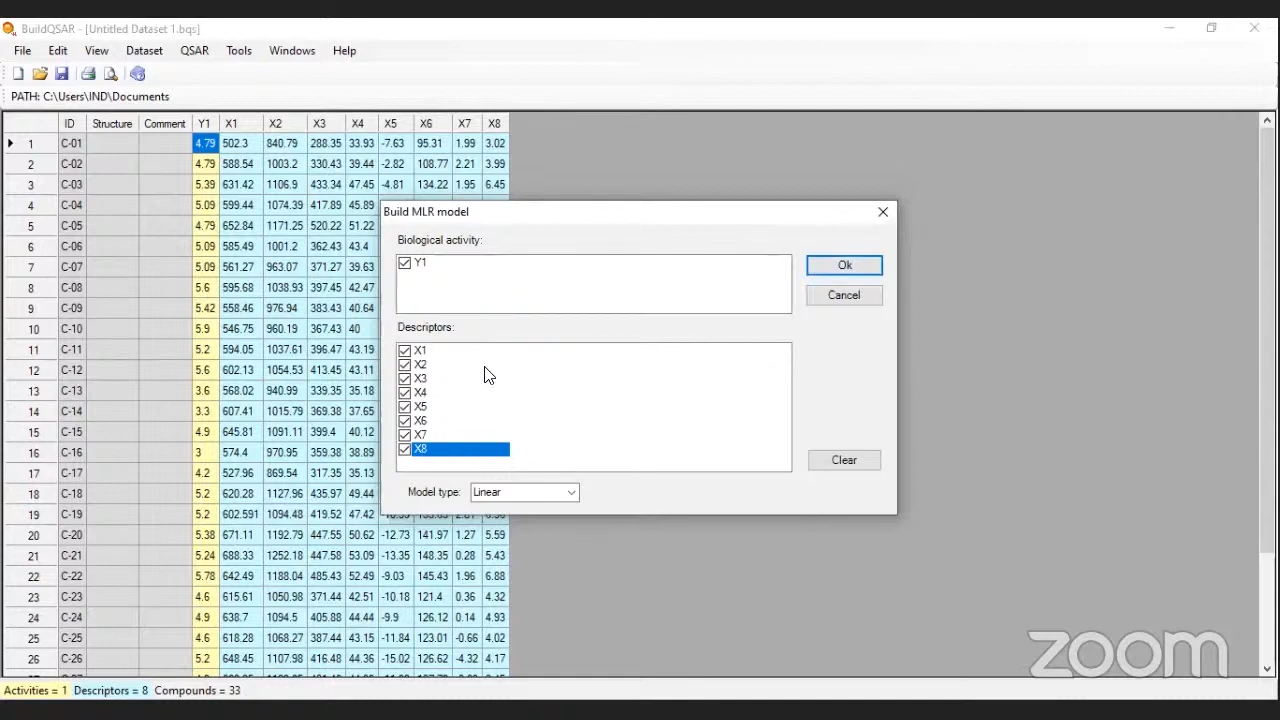 BuildQSAR - [Untitled Dataset 1.bqs]
File Edit View Dataset QSAR Tools Windows Help
PATH: C:\Users\IND\Documents
ID Structure Comment Y1 X1 X2 X3 X4 X5 X6 X7 X8
1 C-01 4.79 502.3 840.79 288.35 33.93 -7.63 95.31 1.99 3.02
2 C-02 4.79 588.54 1003.2 330.43 39.44 -2.82 108.77 2.21 3.99
3 C-03 5.39 631.42 1106.9 433.34 47.45 -4.81 134.22 1.95 6.45
4 C-04 5.09 599.44 1074.39 417.89 45.89
5 C-05 4.79 652.84 1171.25 520.22 51.22
6 C-06 5.09 585.49 1001.2 362.43 43.4
7 C-07 5.09 561.27 963.07 371.27 39.63
8 C-08 5.6 595.68 1038.93 397.45 42.47
9 C-09 5.42 558.46 976.94 383.43 40.64
10 C-10 5.9 546.75 960.19 367.43 40
11 C-11 5.2 594.05 1037.61 396.47 43.19
12 C-12 5.6 602.13 1054.53 413.45 43.11
13 C-13 3.6 568.02 940.99 339.35 35.18
14 C-14 3.3 607.41 1015.79 369.38 37.65
15 C-15 4.9 645.81 1091.11 399.4 40.12
16 C-16 3 574.4 970.95 359.38 38.89
17 C-17 4.2 527.96 869.54 317.35 35.13
18 C-18 5.2 620.28 1127.96 435.97 49.44
19 C-19 5.2 602.591 1094.48 419.52 47.42
20 C-20 5.38 671.11 1192.79 447.55 50.62 -12.73 141.97 1.27 5.59
21 C-21 5.24 688.33 1252.18 447.58 53.09 -13.35 148.35 0.28 5.43
22 C-22 5.78 642.49 1188.04 485.43 52.49 -9.03 145.43 1.96 6.88
23 C-23 4.6 615.61 1050.98 371.44 42.51 -10.18 121.4 0.36 4.32
24 C-24 4.9 638.7 1094.5 405.88 44.44 -9.9 126.12 0.14 4.93
25 C-25 4.6 618.28 1068.27 387.44 43.15 -11.84 123.01 -0.66 4.02
26 C-26 5.2 648.45 1107.98 416.48 44.36 -15.02 126.62 -4.32 4.17
Build MLR model
Biological activity:
Y1
Ok
Cancel
Descriptors:
X1
X2
X3
X4
X5
X6
X7
X8
Clear
Model type: Linear
zoom
Activities = 1 Descriptors = 8 Compounds = 33